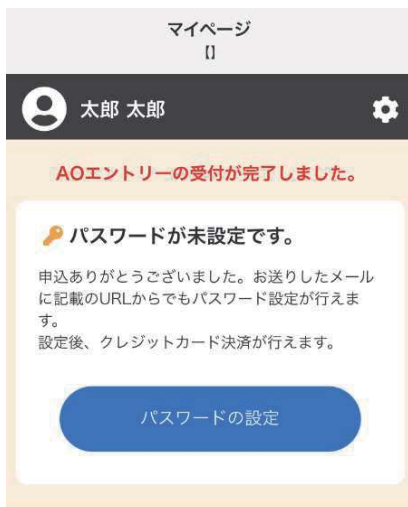 マイページ
【】
太郎 太郎
AOエントリーの受付が完了しました。
パスワードが未設定です。
申込ありがとうございました。お送りしたメール
に記載のURLからでもパスワード設定が行えま
す。
設定後、クレジットカード決済が行えます。
パスワードの設定